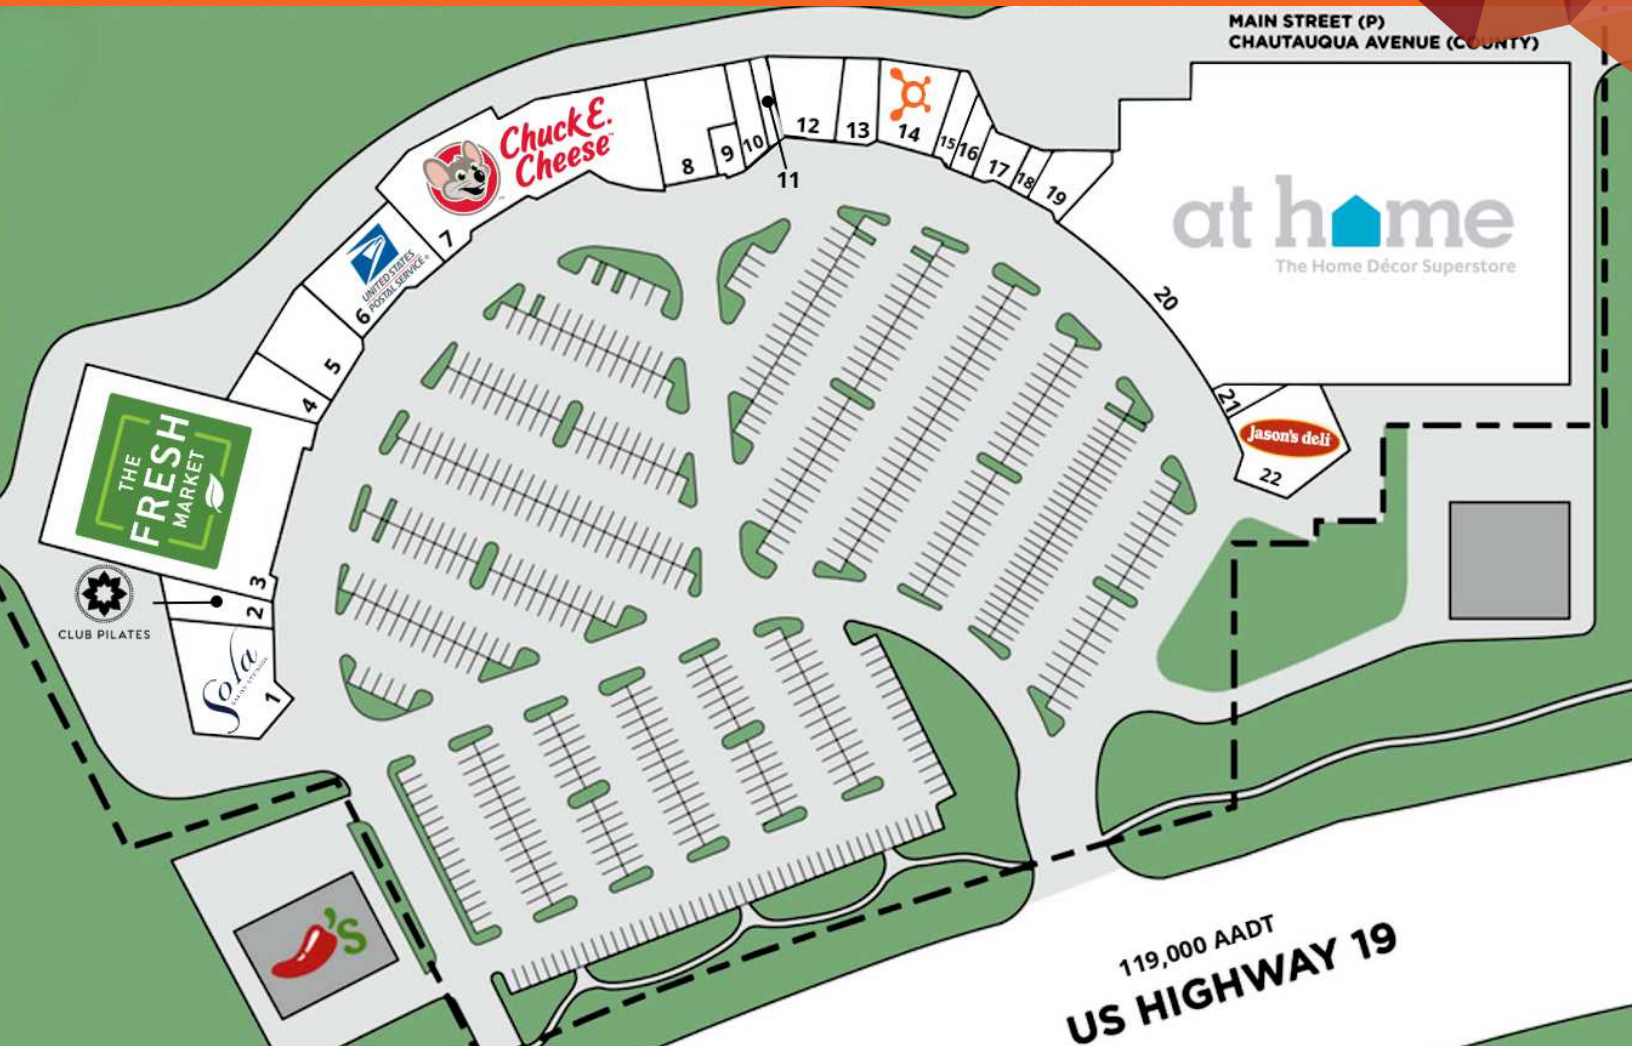 MAIN STREET (P)
CHAUTAUQUA AVENUE (COUNTY)
Chuck E.
Cheese
8
9
10
11
12
13
14
15
16
17
18
19
at home
The Home Décor Superstore
20
7
UNITED STATES
POSTAL SERVICE®
6
5
4
THE
FRESH
MARKET
3
2
CLUB PILATES
Sola
1
21
Jason's deli
22
's
119,000 AADT
US HIGHWAY 19